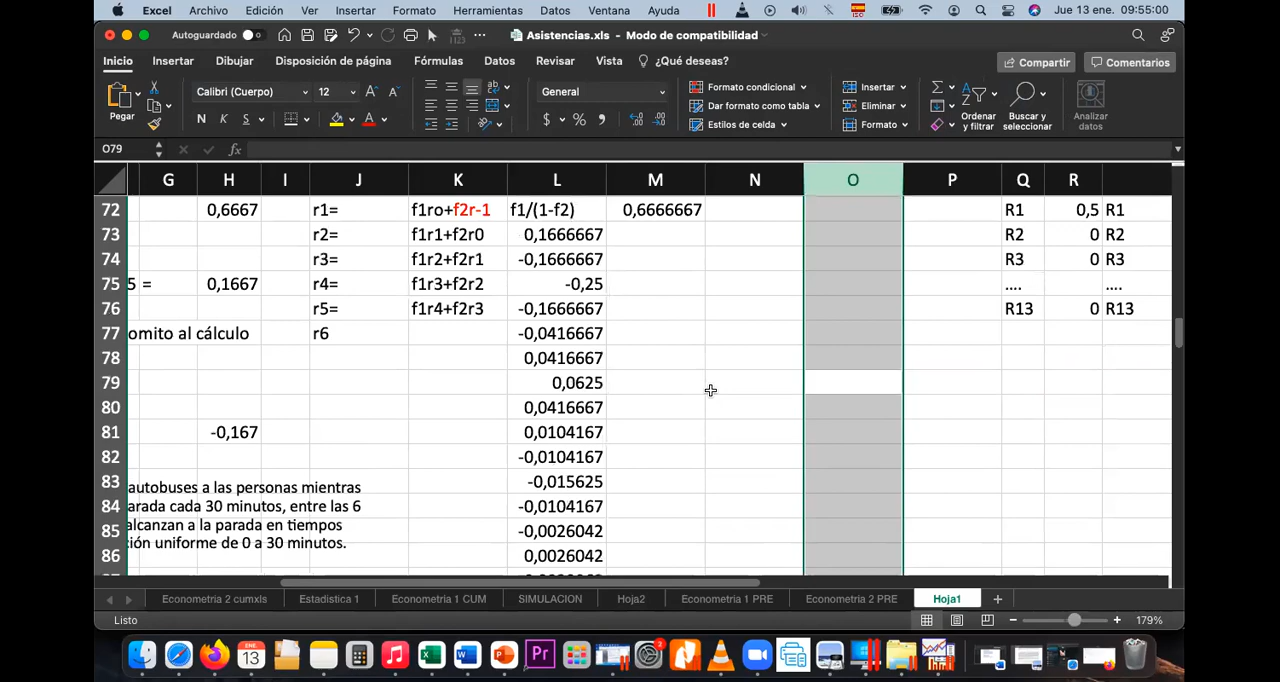 Excel Archivo Edición Ver Insertar Formato Herramientas Datos Ventana Ayuda Jue 13 ene. 09:55:00
Autoguardado Asistencias.xls - Modo de compatibilidad
Inicio Insertar Dibujar Disposición de página Fórmulas Datos Revisar Vista ¿Qué deseas? Compartir Comentarios
Pegar Calibri (Cuerpo) 12 General Formato condicional Insertar
N K S Dar formato como tabla Eliminar Ordenar y filtrar Buscar y seleccionar Analizar datos
Estilos de celda Formato
O79 fx
G H I J K L M N O P Q R
72 0,6667 r1= f1ro+f2r-1 f1/(1-f2) 0,6666667 R1 0,5 R1
73 r2= f1r1+f2r0 0,1666667 R2 0 R2
74 r3= f1r2+f2r1 -0,1666667 R3 0 R3
75 5 = 0,1667 r4= f1r3+f2r2 -0,25 .... ....
76 r5= f1r4+f2r3 -0,1666667 R13 0 R13
77 omito al cálculo r6 -0,0416667
78 0,0416667
79 0,0625
80 0,0416667
81 -0,167 0,0104167
82 -0,0104167
83 autobuses a las personas mientras -0,015625
84 arada cada 30 minutos, entre las 6 -0,0104167
85 alcanzan a la parada en tiempos -0,0026042
86 ción uniforme de 0 a 30 minutos. 0,0026042
Econometria 2 cumxls Estadistica 1 Econometria 1 CUM SIMULACION Hoja2 Econometria 1 PRE Econometria 2 PRE Hoja1
Listo 179%